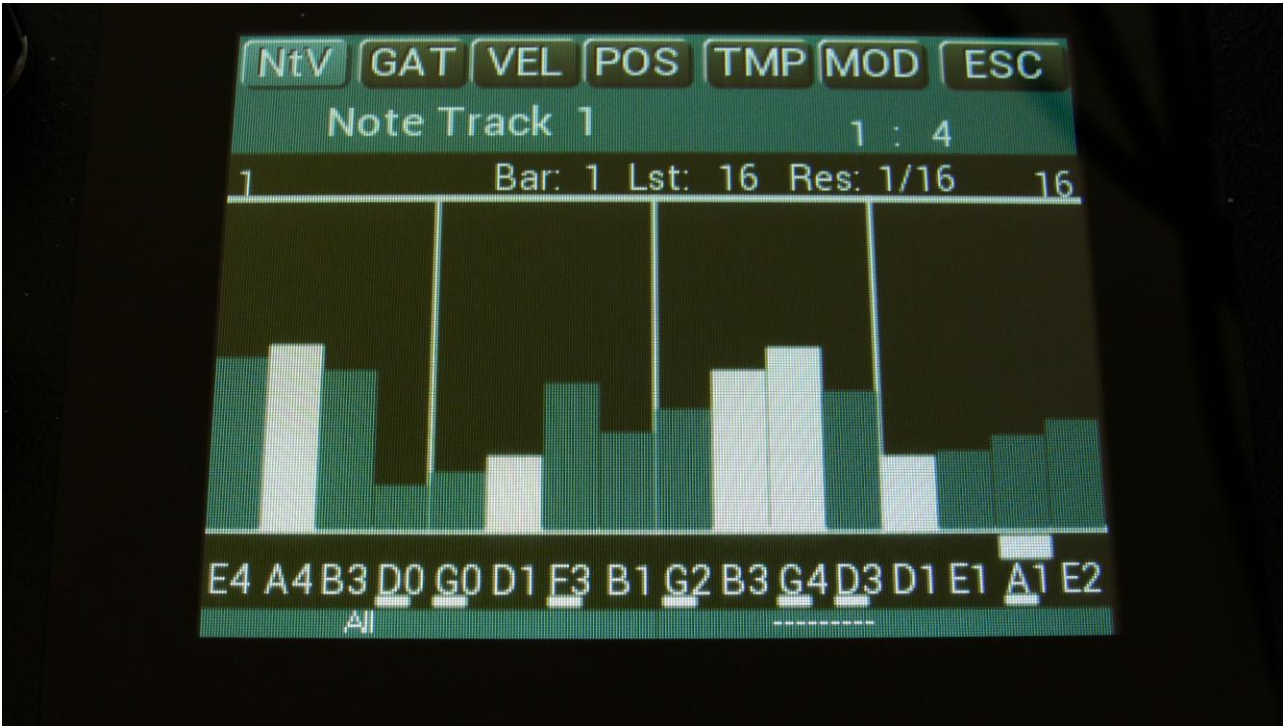 NtV GAT VEL POS TMP MOD ESC
Note Track 1 1 : 4
1 Bar: 1 Lst: 16 Res: 1/16 16
E4 A4 B3 D0 G0 D1 F3 B1 G2 B3 G4 D3 D1 E1 A1 E2
All ---------